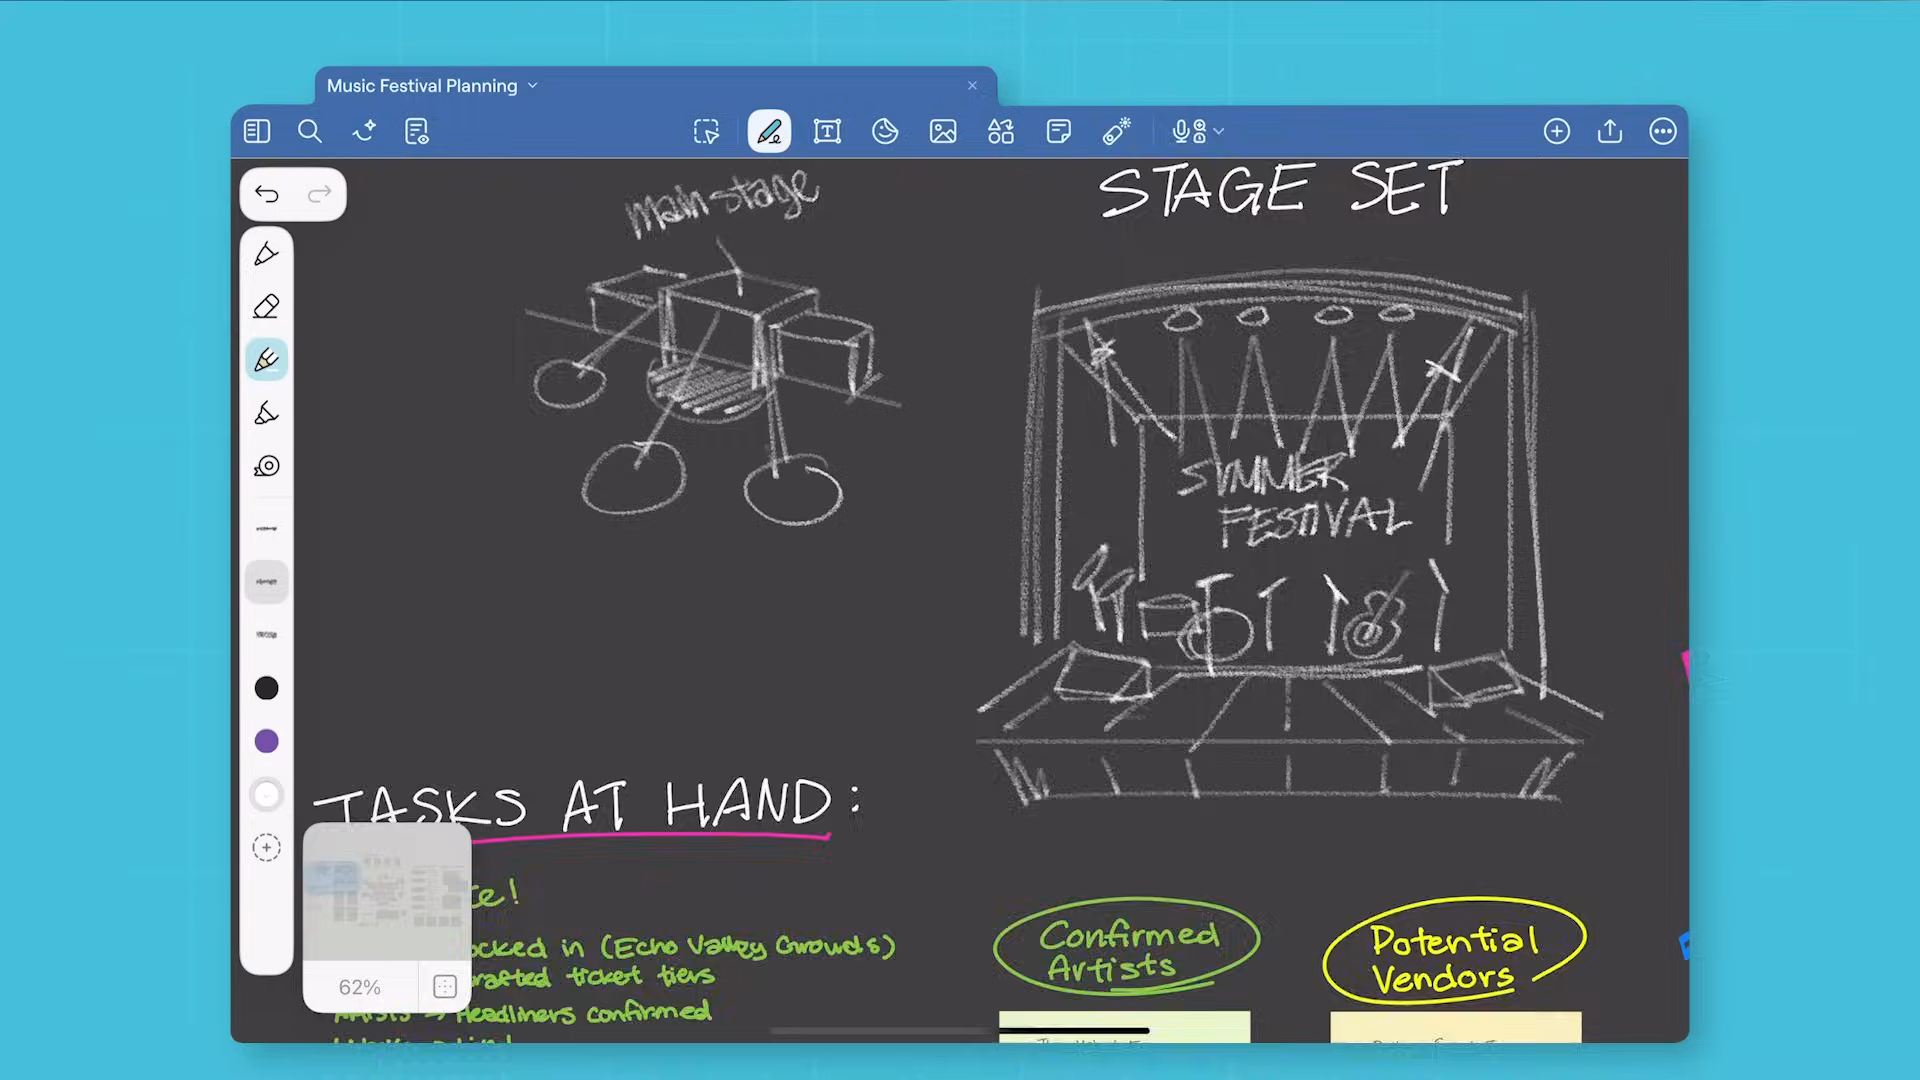 Music Festival Planning
main stage
STAGE SET
SUMMER
FESTIVAL
TASKS AT HAND:
ocked in (Echo Valley Grounds)
rafted ticket tiers
Artists → Headliners confirmed
Confirmed
Artists
Potential
Vendors
62%